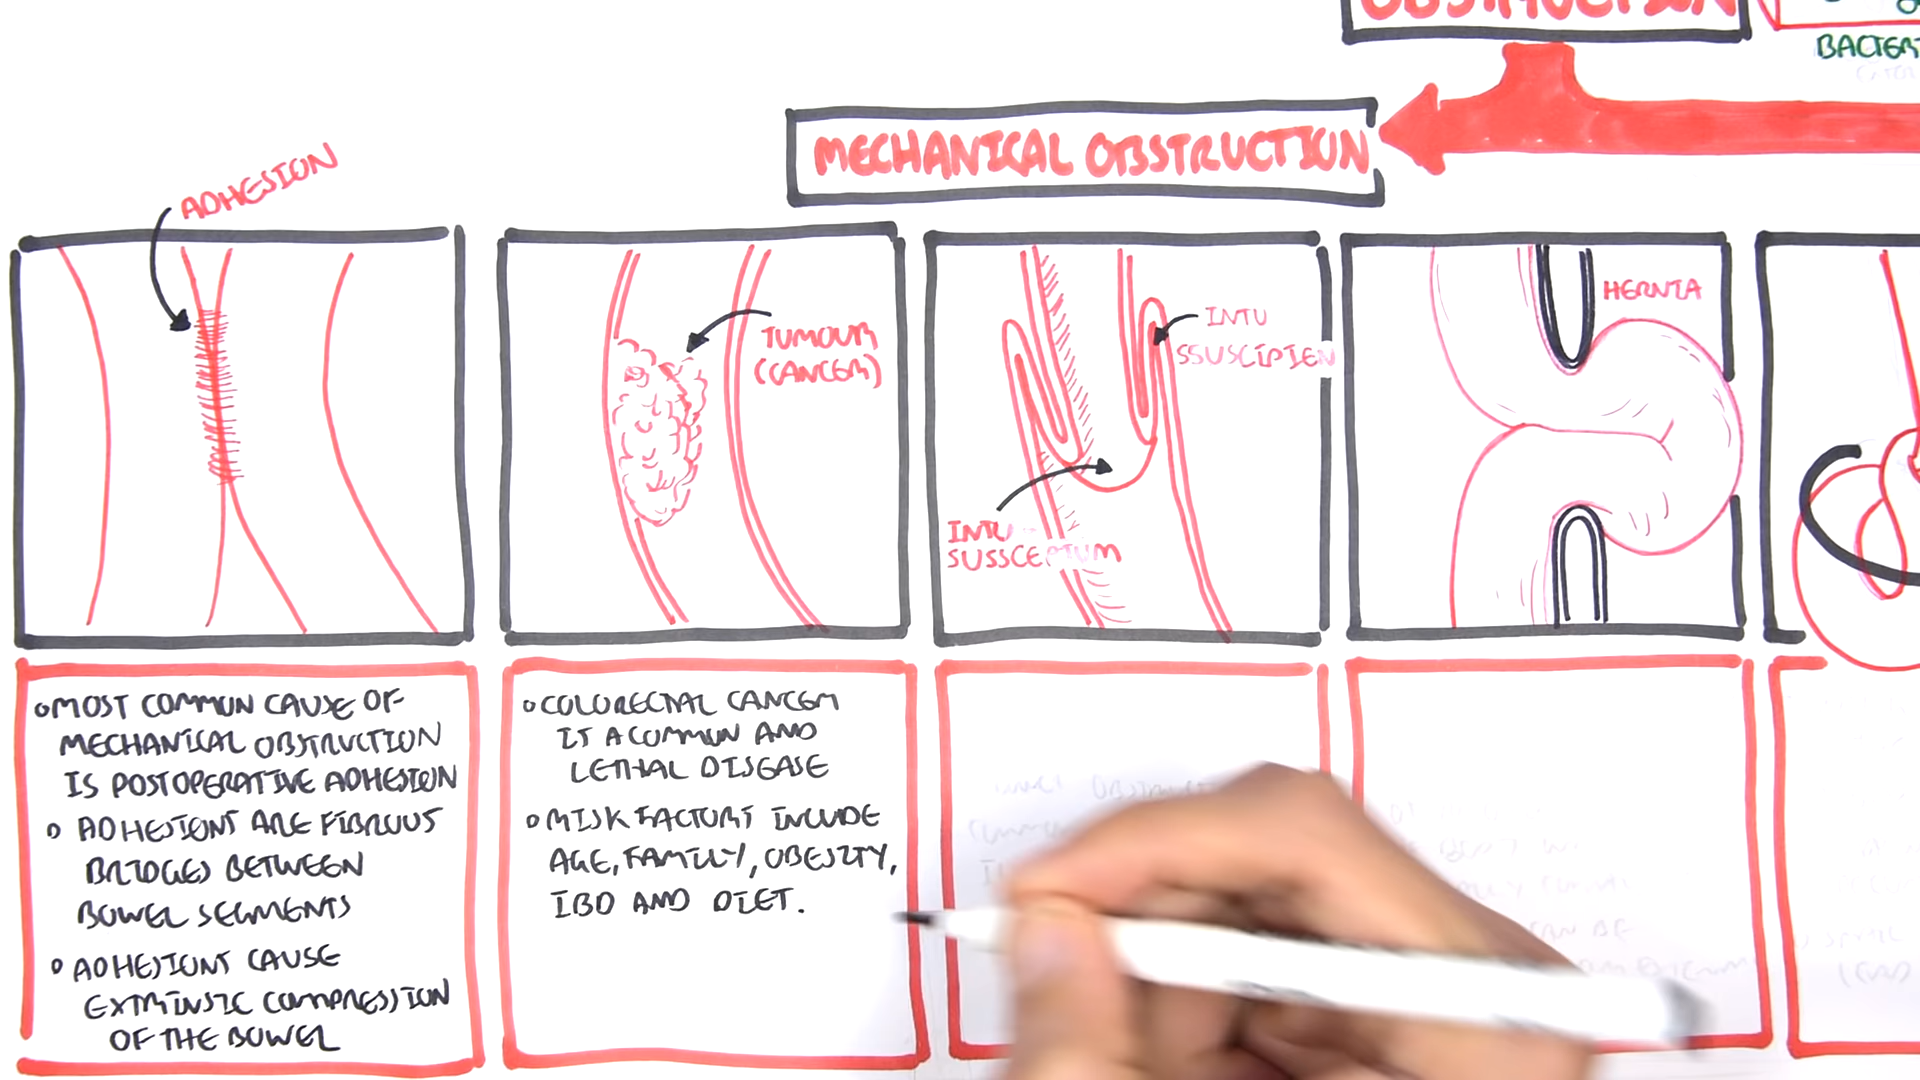 OBSTRUCTION
BACTER
MECHANICAL OBSTRUCTION
ADHESION
TUMOUR
(CANCER)
INTU
SSUSCIPIEN
INTU
SUSSCEPTUM
HERNIA
MOST COMMON CAUSE OF
MECHANICAL OBSTRUCTION
IS POSTOPERATIVE ADHESION
ADHESIONS ARE FIBROUS
BRIDGES BETWEEN
BOWEL SEGMENTS
ADHESIONS CAUSE
EXTRINSIC COMPRESSION
OF THE BOWEL
COLORECTAL CANCER
IS A COMMON AND
LETHAL DISEASE
RISK FACTORS INCLUDE
AGE, FAMILY, OBESITY,
IBD AND DIET.